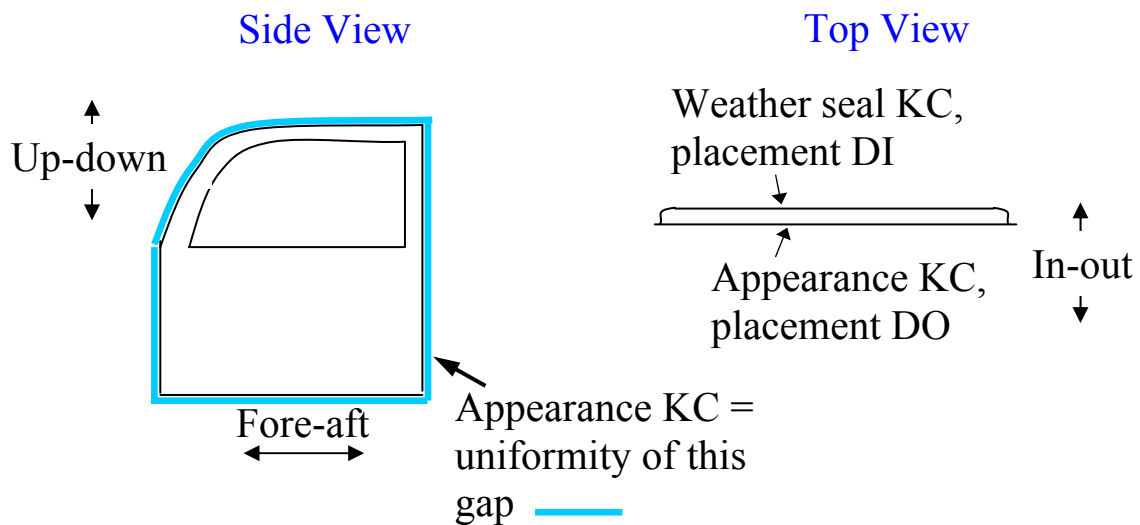 Side View
Top View
Up-down
Weather seal KC,
placement DI
Appearance KC,
placement DO
In-out
Fore-aft
Appearance KC =
uniformity of this
gap